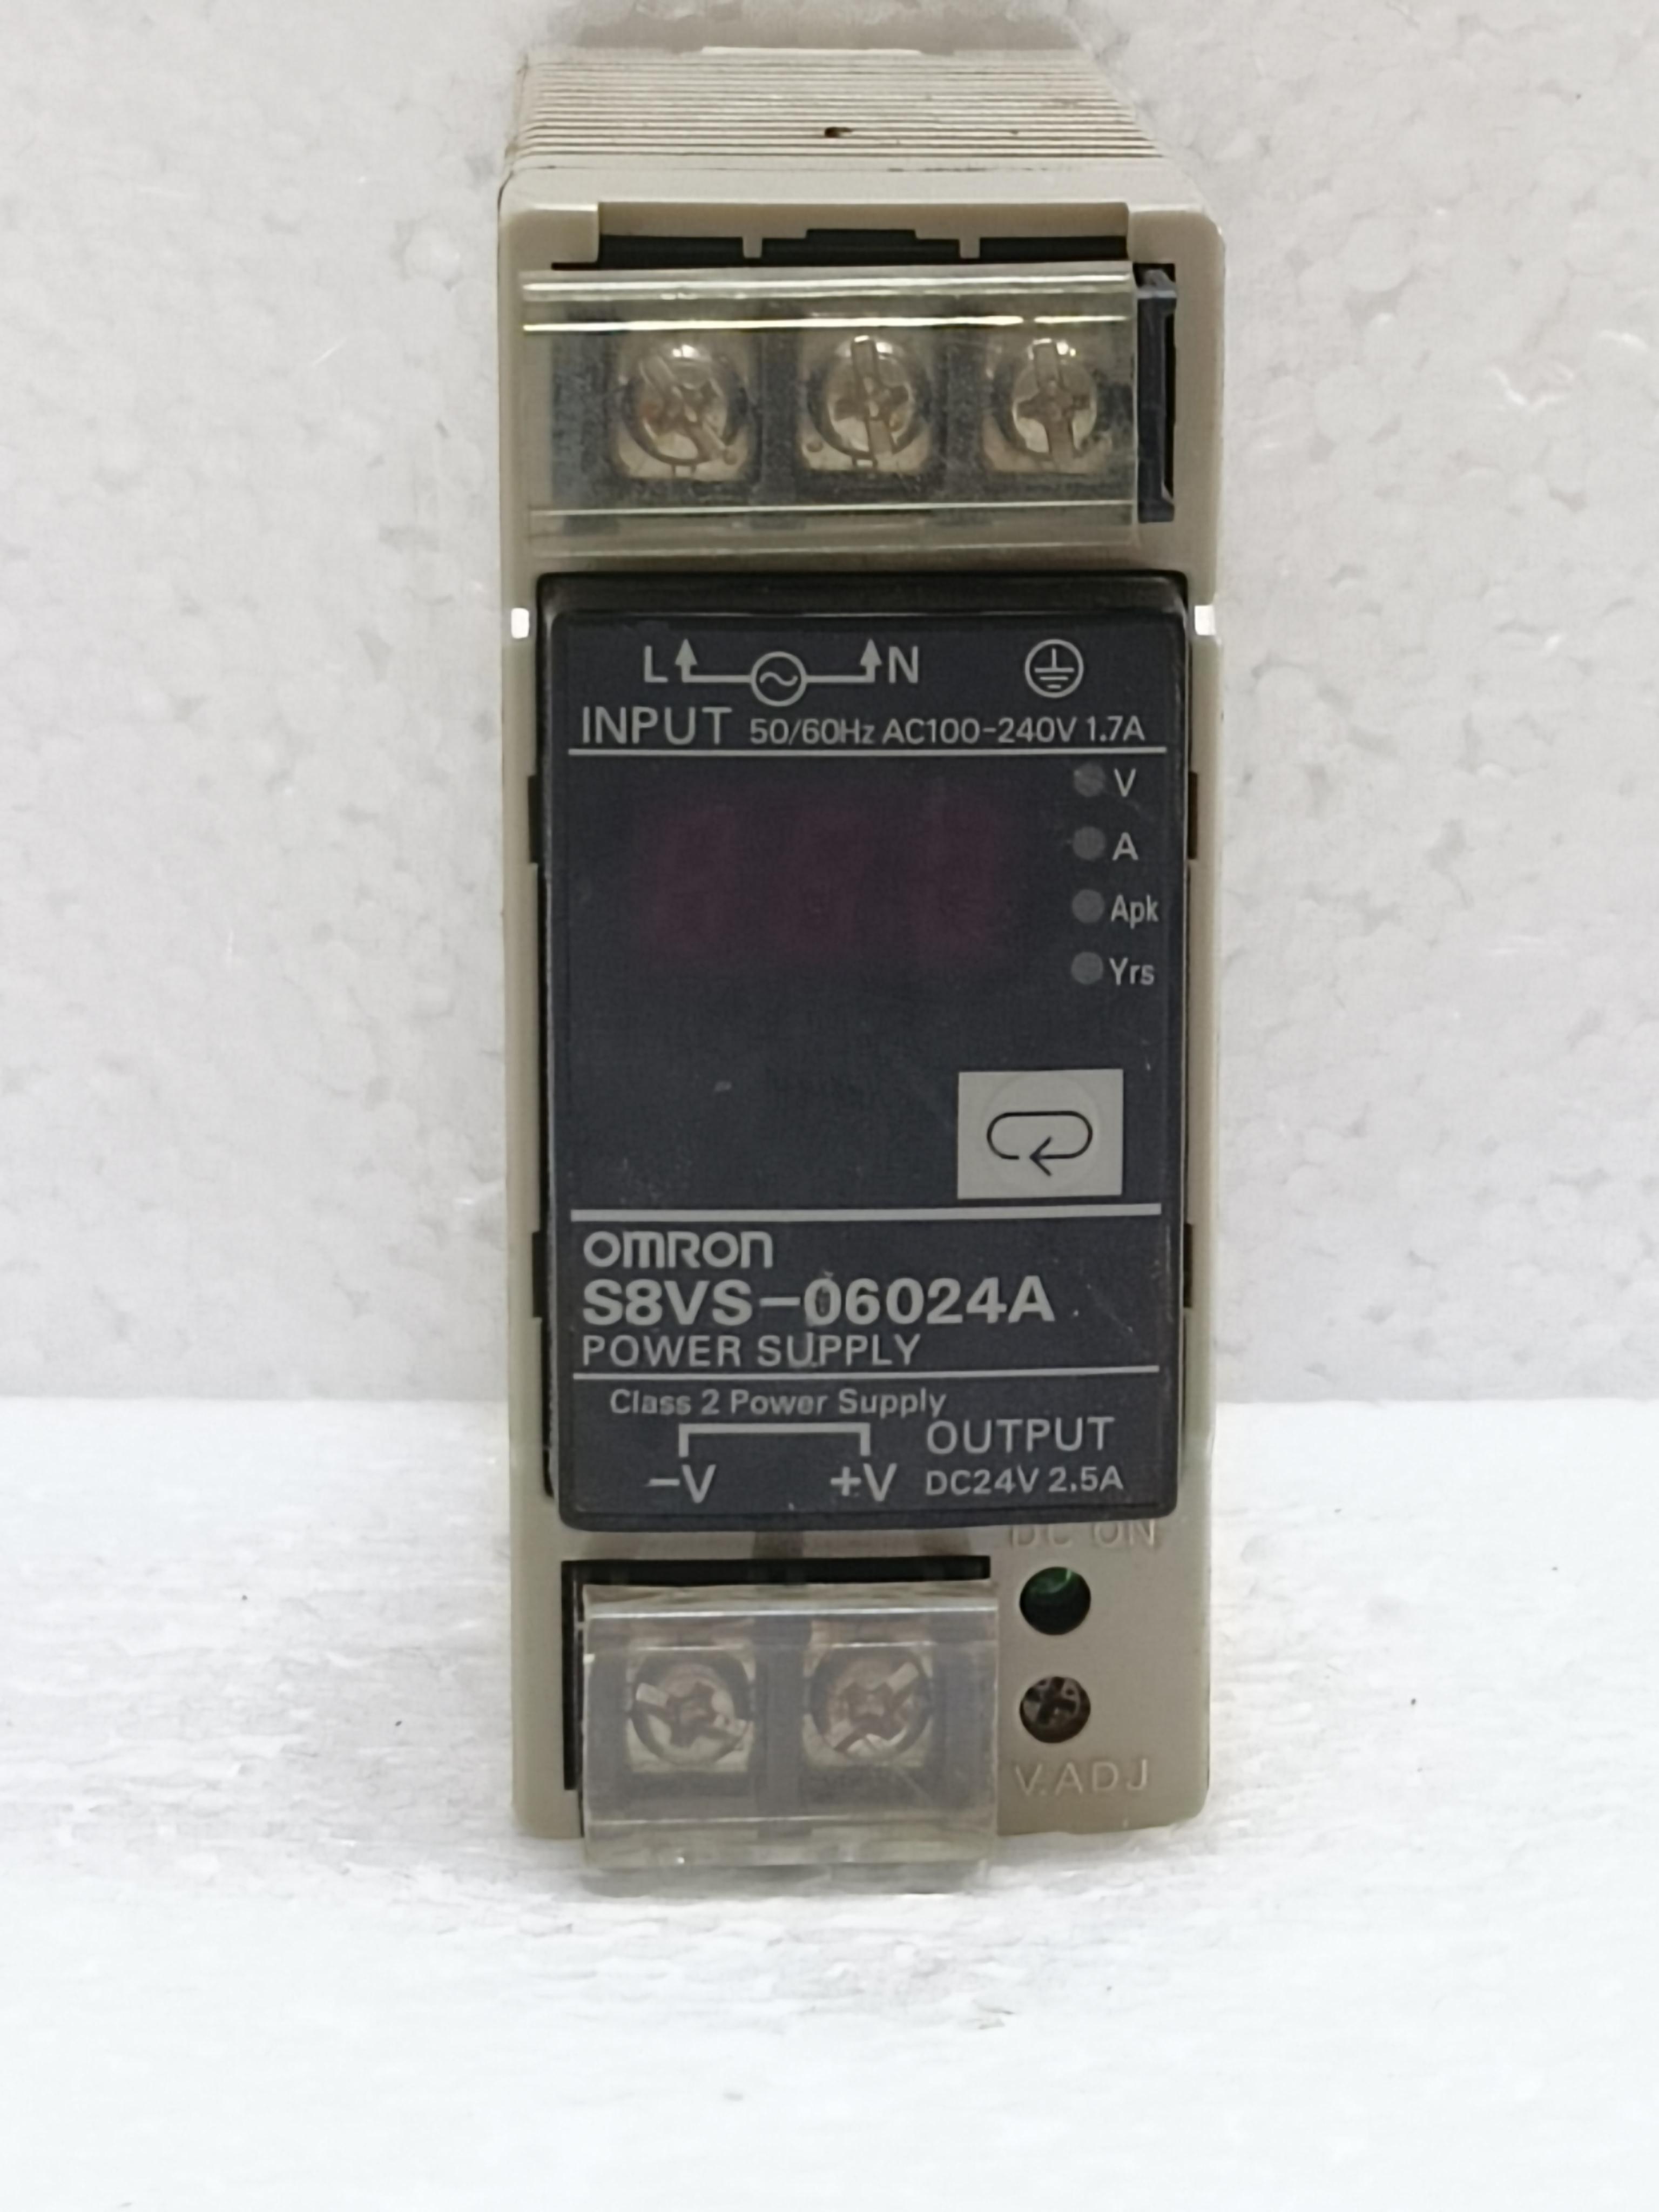 L N
INPUT 50/60Hz AC100-240V 1.7A
V
A
Apk
Yrs
OMRON
S8VS-06024A
POWER SUPPLY
Class 2 Power Supply
OUTPUT
-V +V DC24V 2.5A
DC ON
V.ADJ